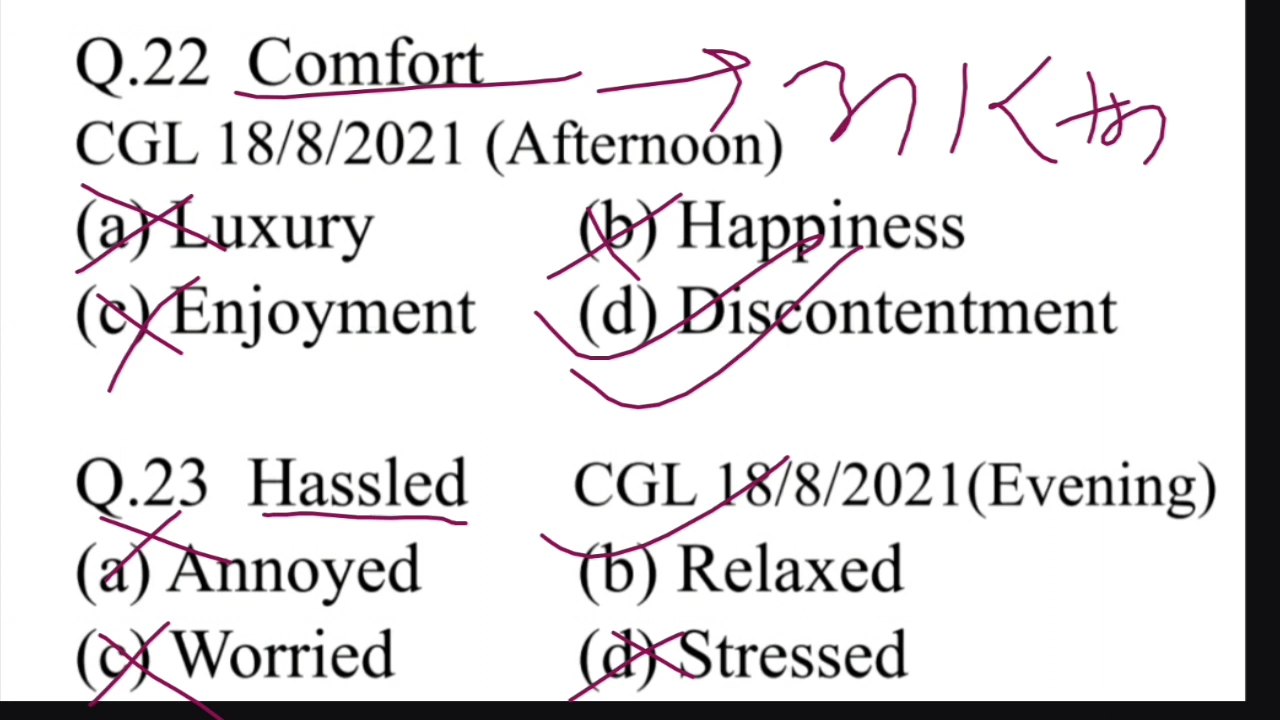 Q.22 Comfort
CGL 18/8/2021 (Afternoon)
(a) Luxury (b) Happiness
(c) Enjoyment (d) Discontentment
Q.23 Hassled CGL 18/8/2021(Evening)
(a) Annoyed (b) Relaxed
(c) Worried (d) Stressed